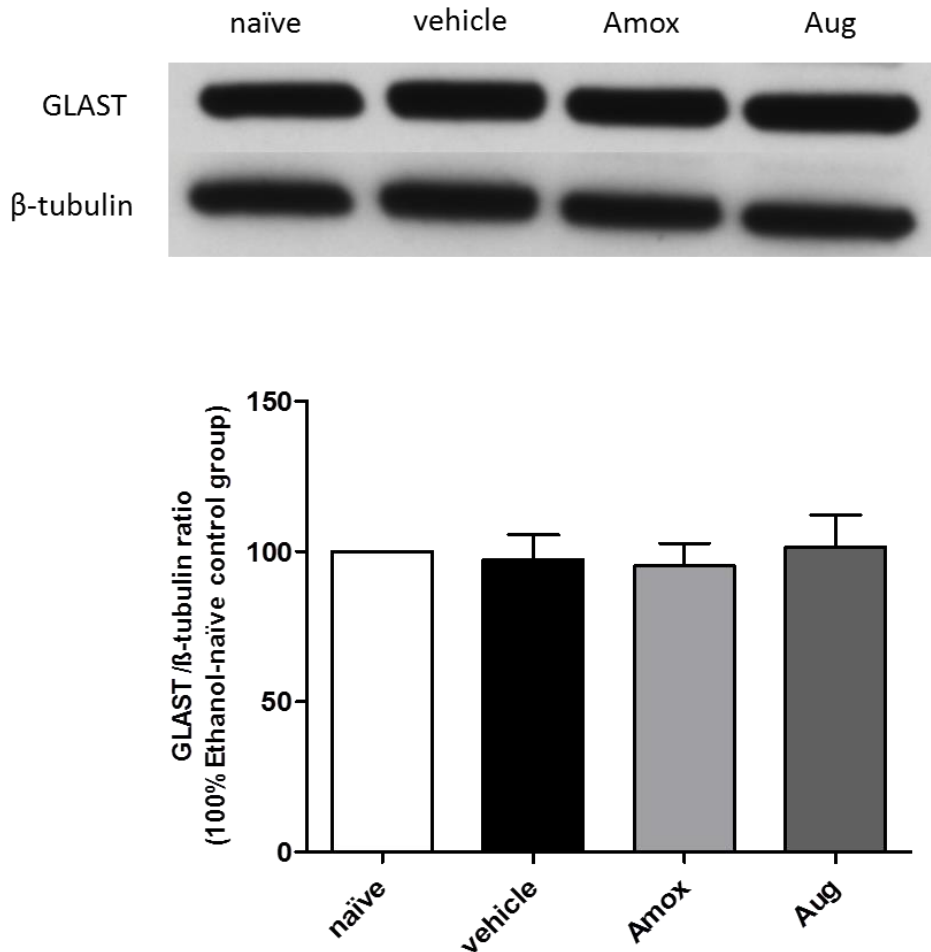 naïve vehicle Amox Aug
GLAST
β-tubulin
150
100
50
0
GLAST /ß-tubulin ratio
(100% Ethanol-naïve control group)
naïve
vehicle
Amox
Aug